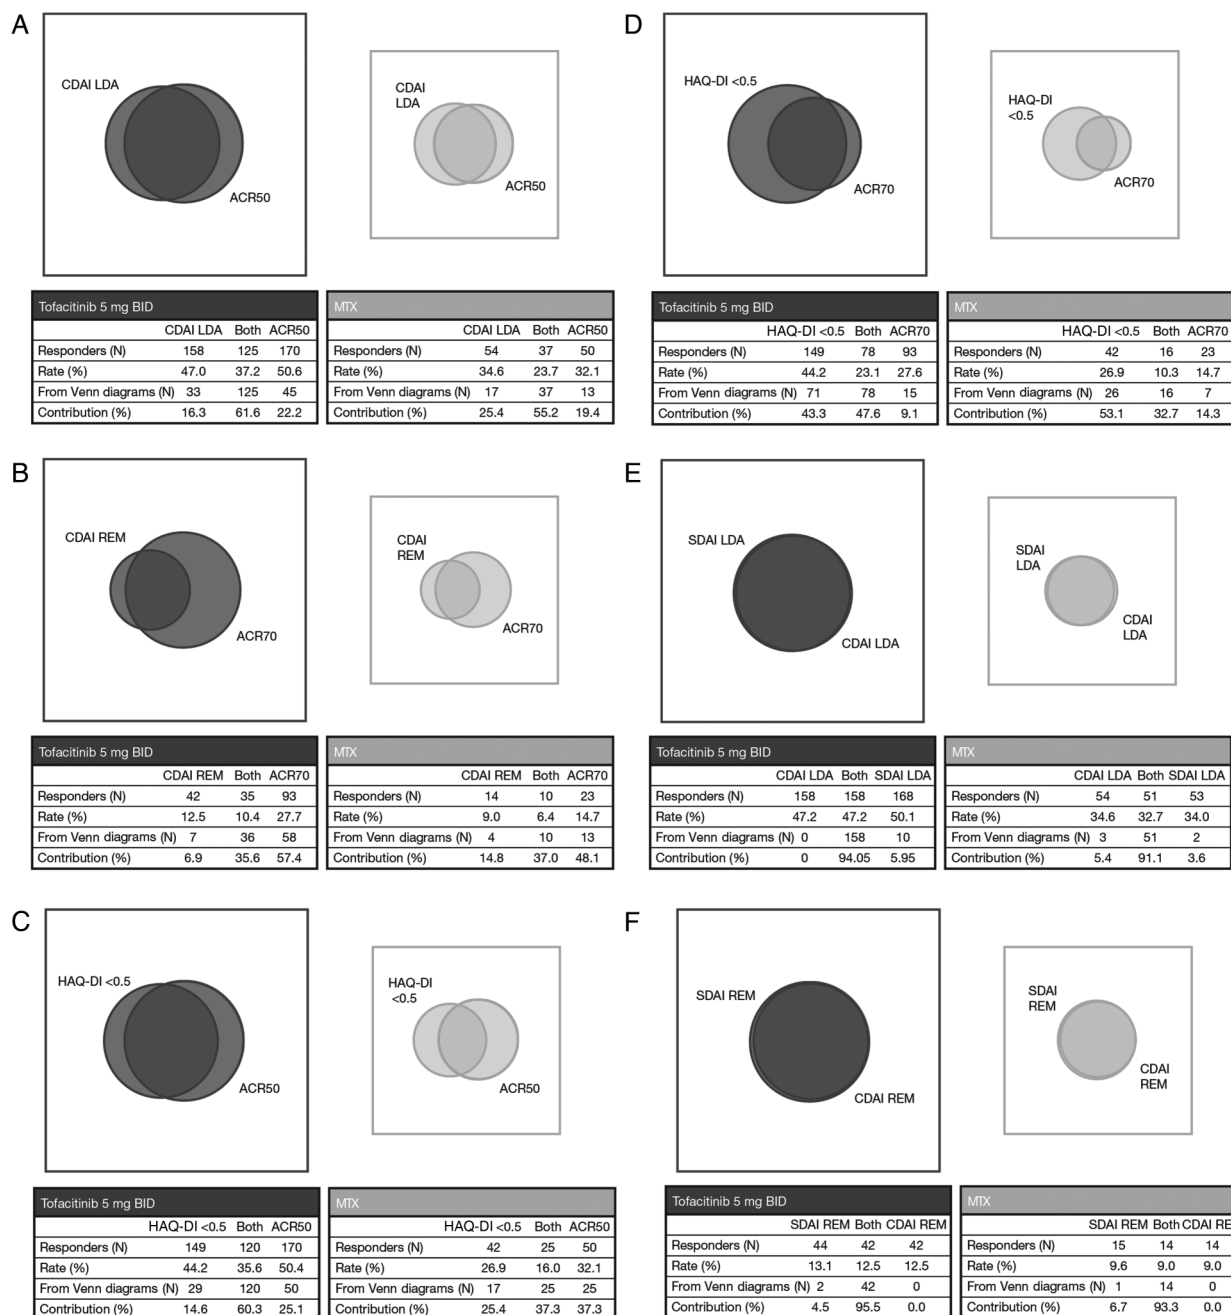 A
CDAI LDA
ACR50
CDAI
LDA
ACR50
Tofacitinib 5 mg BID
CDAI LDA Both ACR50
Responders (N) 158 125 170
Rate (%) 47.0 37.2 50.6
From Venn diagrams (N) 33 125 45
Contribution (%) 16.3 61.6 22.2
MTX
CDAI LDA Both ACR50
Responders (N) 54 37 50
Rate (%) 34.6 23.7 32.1
From Venn diagrams (N) 17 37 13
Contribution (%) 25.4 55.2 19.4
B
CDAI REM
ACR70
CDAI
REM
ACR70
Tofacitinib 5 mg BID
CDAI REM Both ACR70
Responders (N) 42 35 93
Rate (%) 12.5 10.4 27.7
From Venn diagrams (N) 7 36 58
Contribution (%) 6.9 35.6 57.4
MTX
CDAI REM Both ACR70
Responders (N) 14 10 23
Rate (%) 9.0 6.4 14.7
From Venn diagrams (N) 4 10 13
Contribution (%) 14.8 37.0 48.1
C
HAQ-DI <0.5
ACR50
HAQ-DI
<0.5
ACR50
Tofacitinib 5 mg BID
HAQ-DI <0.5 Both ACR50
Responders (N) 149 120 170
Rate (%) 44.2 35.6 50.4
From Venn diagrams (N) 29 120 50
Contribution (%) 14.6 60.3 25.1
MTX
HAQ-DI <0.5 Both ACR50
Responders (N) 42 25 50
Rate (%) 26.9 16.0 32.1
From Venn diagrams (N) 17 25 25
Contribution (%) 25.4 37.3 37.3
D
HAQ-DI <0.5
ACR70
HAQ-DI
<0.5
ACR70
Tofacitinib 5 mg BID
HAQ-DI <0.5 Both ACR70
Responders (N) 149 78 93
Rate (%) 44.2 23.1 27.6
From Venn diagrams (N) 71 78 15
Contribution (%) 43.3 47.6 9.1
MTX
HAQ-DI <0.5 Both ACR70
Responders (N) 42 16 23
Rate (%) 26.9 10.3 14.7
From Venn diagrams (N) 26 16 7
Contribution (%) 53.1 32.7 14.3
E
SDAI LDA
CDAI LDA
SDAI
LDA
CDAI
LDA
Tofacitinib 5 mg BID
CDAI LDA Both SDAI LDA
Responders (N) 158 158 168
Rate (%) 47.2 47.2 50.1
From Venn diagrams (N) 0 158 10
Contribution (%) 0 94.05 5.95
MTX
CDAI LDA Both SDAI LDA
Responders (N) 54 51 53
Rate (%) 34.6 32.7 34.0
From Venn diagrams (N) 3 51 2
Contribution (%) 5.4 91.1 3.6
F
SDAI REM
CDAI REM
SDAI
REM
CDAI
REM
Tofacitinib 5 mg BID
SDAI REM Both CDAI REM
Responders (N) 44 42 42
Rate (%) 13.1 12.5 12.5
From Venn diagrams (N) 2 42 0
Contribution (%) 4.5 95.5 0.0
MTX
SDAI REM Both CDAI RE
Responders (N) 15 14 14
Rate (%) 9.6 9.0 9.0
From Venn diagrams (N) 1 14 0
Contribution (%) 6.7 93.3 0.0